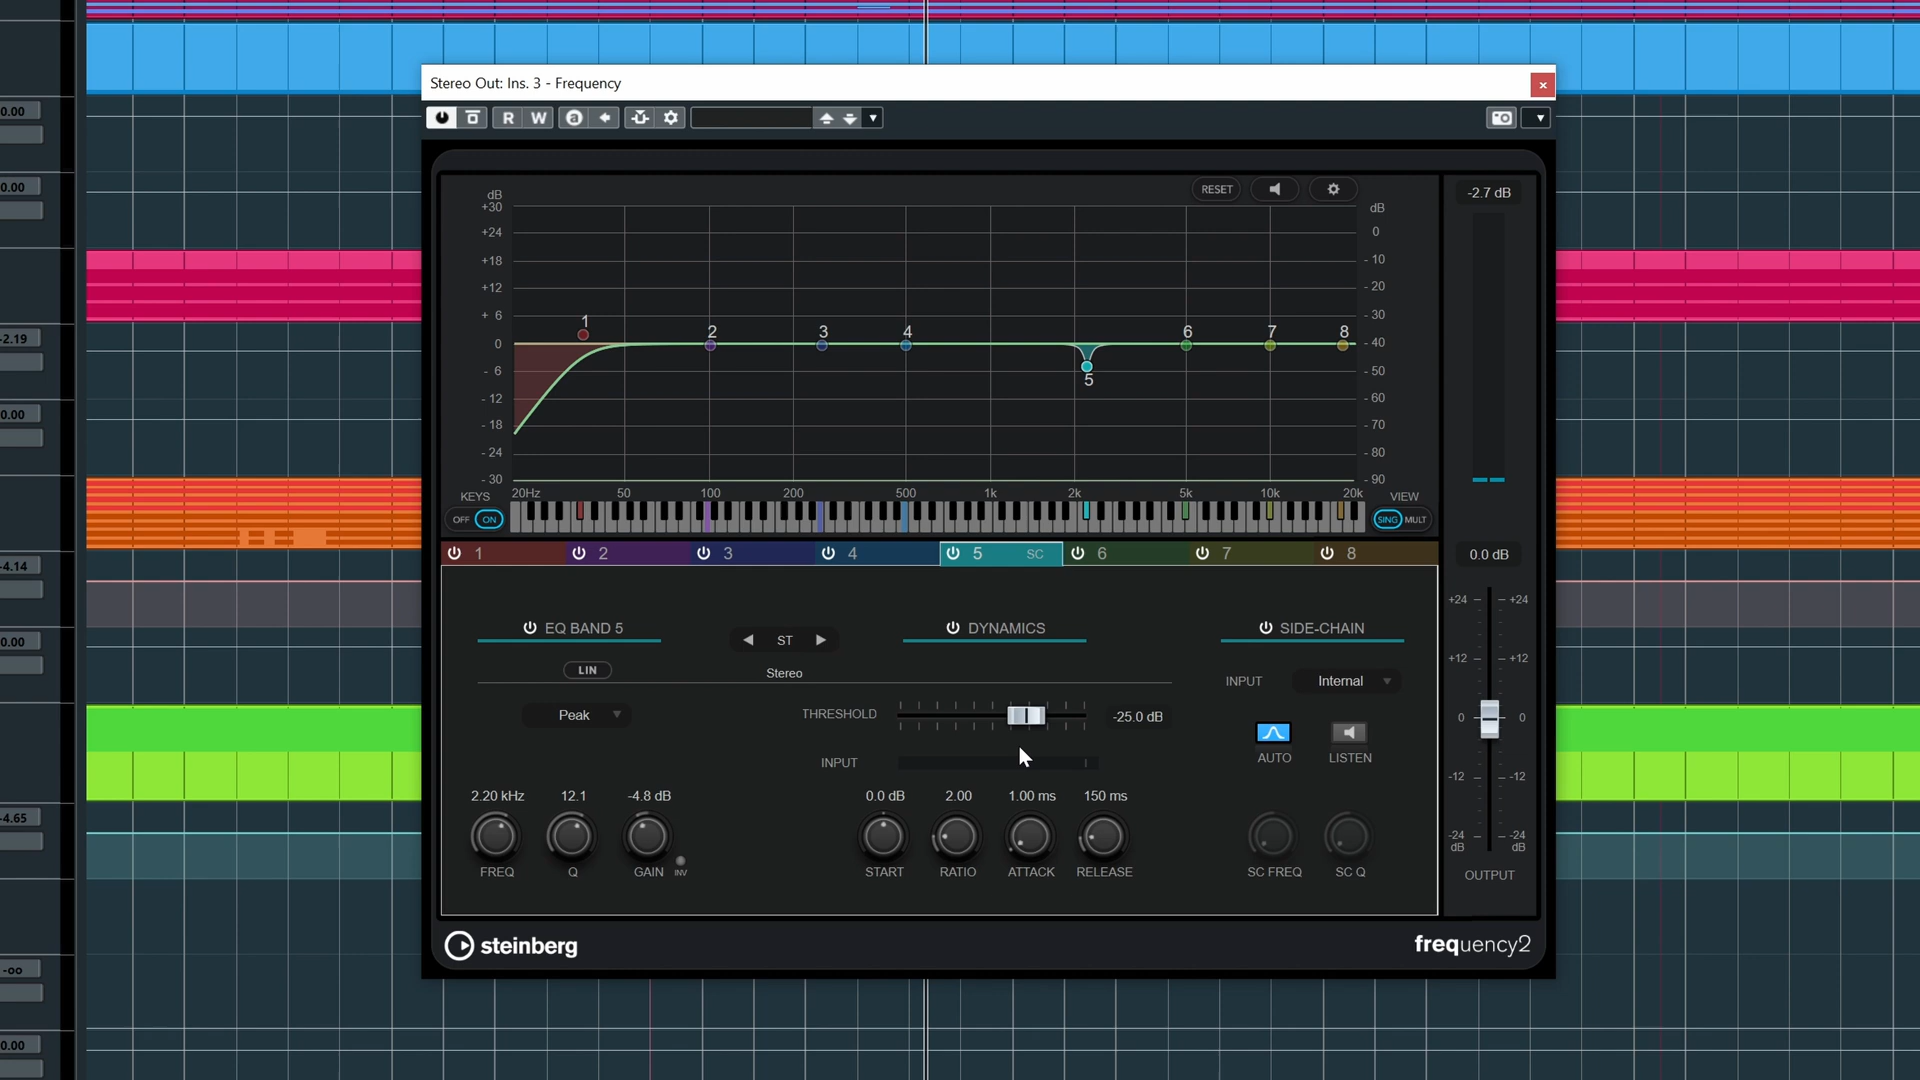 Stereo Out: Ins. 3 - Frequency
x
R W a
RESET
-2.7 dB
dB
+30
+24
+18
+12
+ 6
0
- 6
- 12
- 18
- 24
- 30
1
2
3
4
5
6
7
8
dB
0
- 10
- 20
- 30
- 40
- 50
- 60
- 70
- 80
- 90
KEYS
20Hz 50 100 200 500 1k 2k 5k 10k 20k
VIEW
OFF ON
SING MULT
1 2 3 4 5 SC 6 7 8
0.0 dB
EQ BAND 5
ST
DYNAMICS
SIDE-CHAIN
LIN
Stereo
INPUT Internal
Peak
THRESHOLD -25.0 dB
INPUT
AUTO LISTEN
2.20 kHz 12.1 -4.8 dB
0.0 dB 2.00 1.00 ms 150 ms
FREQ Q GAIN INV
START RATIO ATTACK RELEASE
SC FREQ SC Q
+24 +24
+12 +12
0 0
-12 -12
-24 -24
dB dB
OUTPUT
steinberg
frequency2
0.00
0.00
-2.19
0.00
-4.14
0.00
-4.65
-oo
0.00